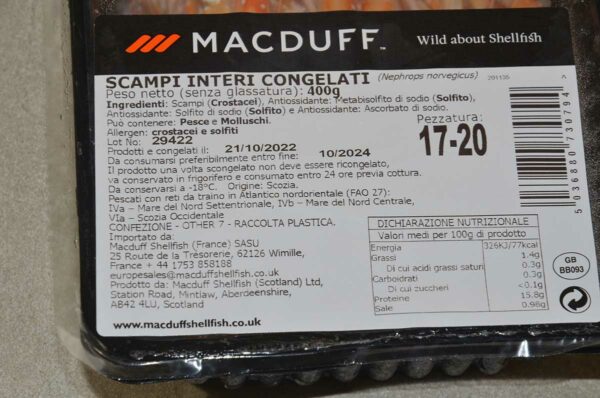 MACDUFF™ Wild about Shellfish
SCAMPI INTERI CONGELATI (Nephrops norvegicus) 201135
Peso netto (senza glassatura): 400g
Ingredienti: Scampi (Crostacei), Antiossidante: Metabisolfito di sodio (Solfito),
Antiossidante: Solfito di sodio (Solfito) e Antiossidante: Ascorbato di sodio.
Può contenere: Pesce e Molluschi.
Allergen: crostacei e solfiti
Lot No: 29422
Pezzatura:
17-20
Prodotti e congelati il: 21/10/2022
Da consumarsi preferibilmente entro fine: 10/2024
Il prodotto una volta scongelato non deve essere ricongelato,
va conservato in frigorifero e consumato entro 24 ore previa cottura.
Da conservarsi a -18°C. Origine: Scozia.
Pescati con reti da traino in Atlantico nordorientale (FAO 27):
IVa - Mare del Nord Settentrionale, IVb - Mare del Nord Centrale,
VIa - Scozia Occidentale
CONFEZIONE - OTHER 7 - RACCOLTA PLASTICA.
Importato da:
Macduff Shellfish (France) SASU
25 Route de la Trésorerie, 62126 Wimille,
France + 44 1753 858188
europesales@macduffshellfish.co.uk
Prodotto da: Macduff Shellfish (Scotland) Ltd,
Station Road, Mintlaw, Aberdeenshire,
AB42 4LU, Scotland
www.macduffshellfish.co.uk
DICHIARAZIONE NUTRIZIONALE
Valori medi per 100g di prodotto
Energia 326KJ/77kcal
Grassi 1.4g
Di cui acidi grassi saturi 0.3g
Carboidrati 0.3g
Di cui zuccheri <0.1g
Proteine 15.8g
Sale 0.98g
GB
BB093
5 036880 730794